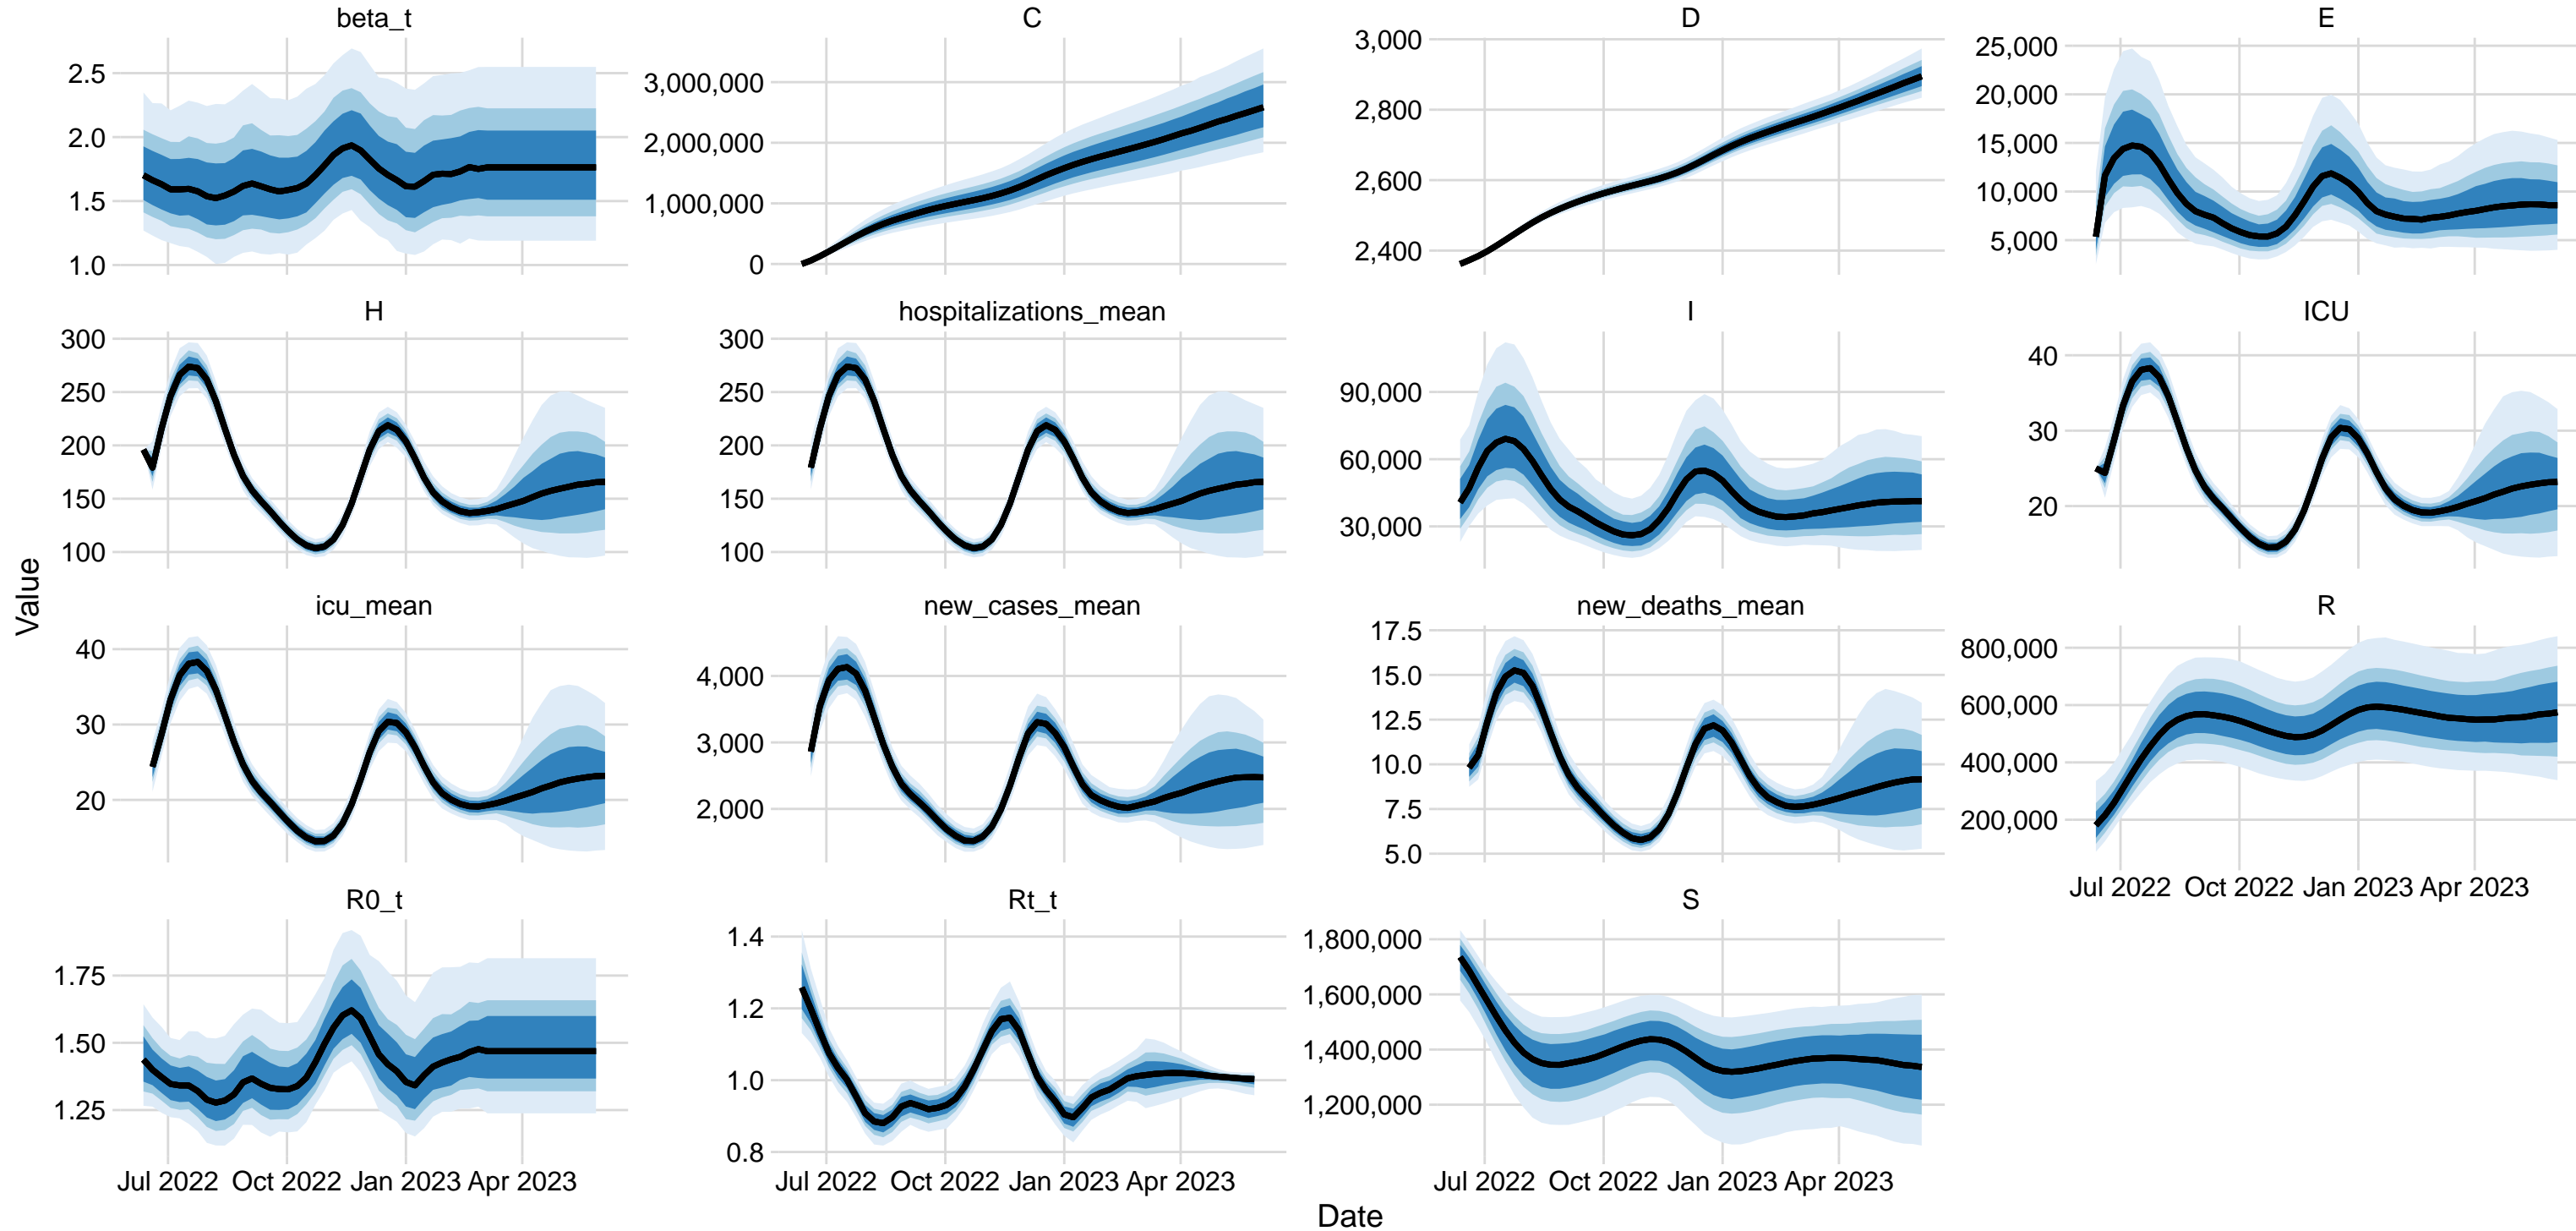 beta_t
C
D
E
2.5
2.0
1.5
1.0
3,000,000
2,000,000
1,000,000
0
3,000
2,800
2,600
2,400
25,000
20,000
15,000
10,000
5,000
H
hospitalizations_mean
I
ICU
300
250
200
150
100
300
250
200
150
100
90,000
60,000
30,000
40
30
20
Value
icu_mean
new_cases_mean
new_deaths_mean
R
40
30
20
4,000
3,000
2,000
17.5
15.0
12.5
10.0
7.5
5.0
800,000
600,000
400,000
200,000
Jul 2022 Oct 2022 Jan 2023 Apr 2023
R0_t
Rt_t
S
1.75
1.50
1.25
1.4
1.2
1.0
0.8
1,800,000
1,600,000
1,400,000
1,200,000
Jul 2022 Oct 2022 Jan 2023 Apr 2023
Jul 2022 Oct 2022 Jan 2023 Apr 2023
Jul 2022 Oct 2022 Jan 2023 Apr 2023
Date